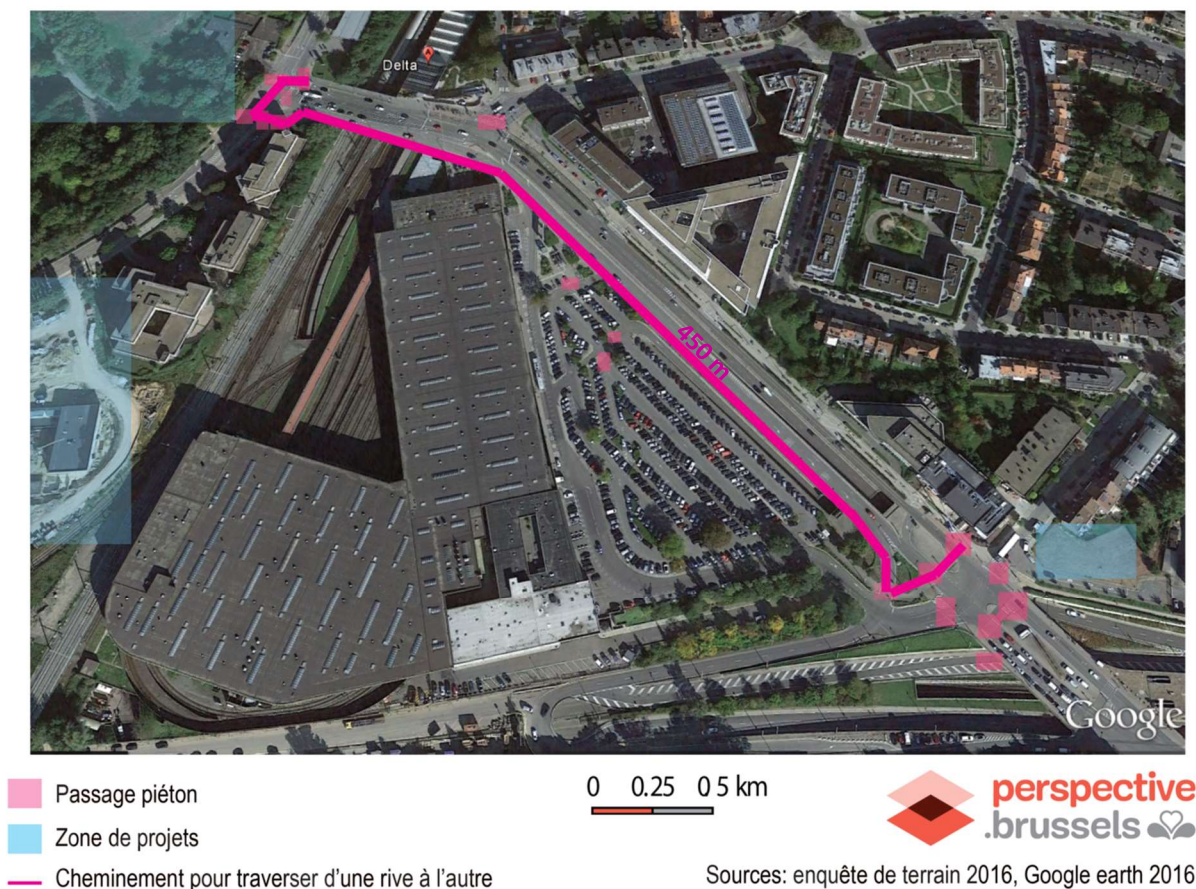 Delta
450 m
Google
Passage piéton
Zone de projets
Cheminement pour traverser d'une rive à l'autre
0 0.25 0 5 km
perspective
.brussels
Sources: enquête de terrain 2016, Google earth 2016